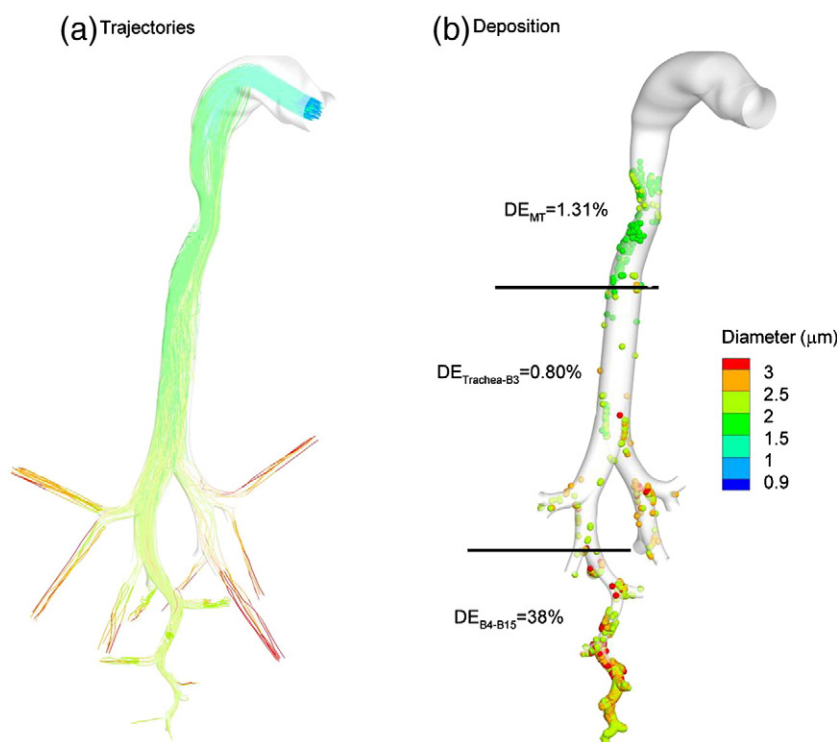 (a) Trajectories
(b) Deposition
DE_MT=1.31%
DE_Trachea-B3=0.80%
DE_B4-B15=38%
Diameter (μm)
3
2.5
2
1.5
1
0.9